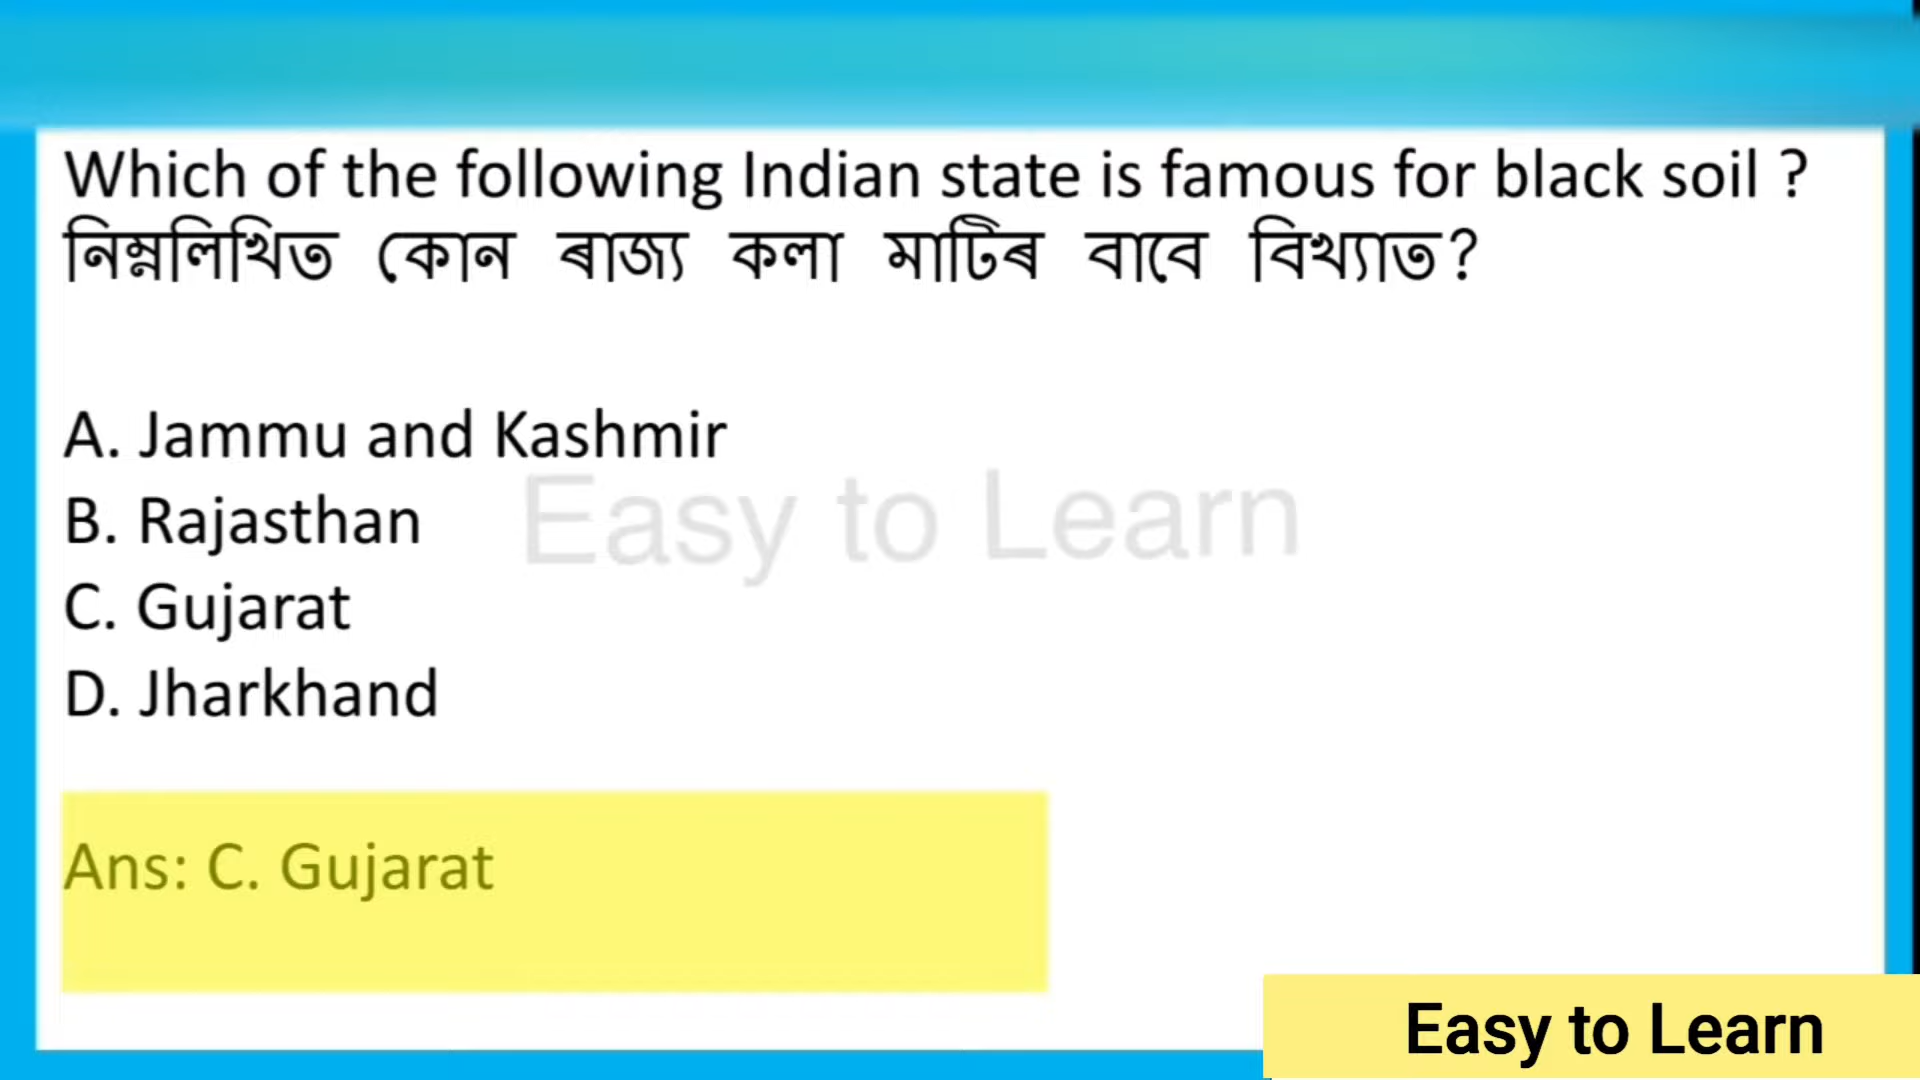 Which of the following Indian state is famous for black soil ?
নিম্নলিখিত কোন ৰাজ্য কলা মাটিৰ বাবে বিখ্যাত?
A. Jammu and Kashmir
B. Rajasthan
C. Gujarat
D. Jharkhand
Easy to Learn
Ans: C. Gujarat
Easy to Learn